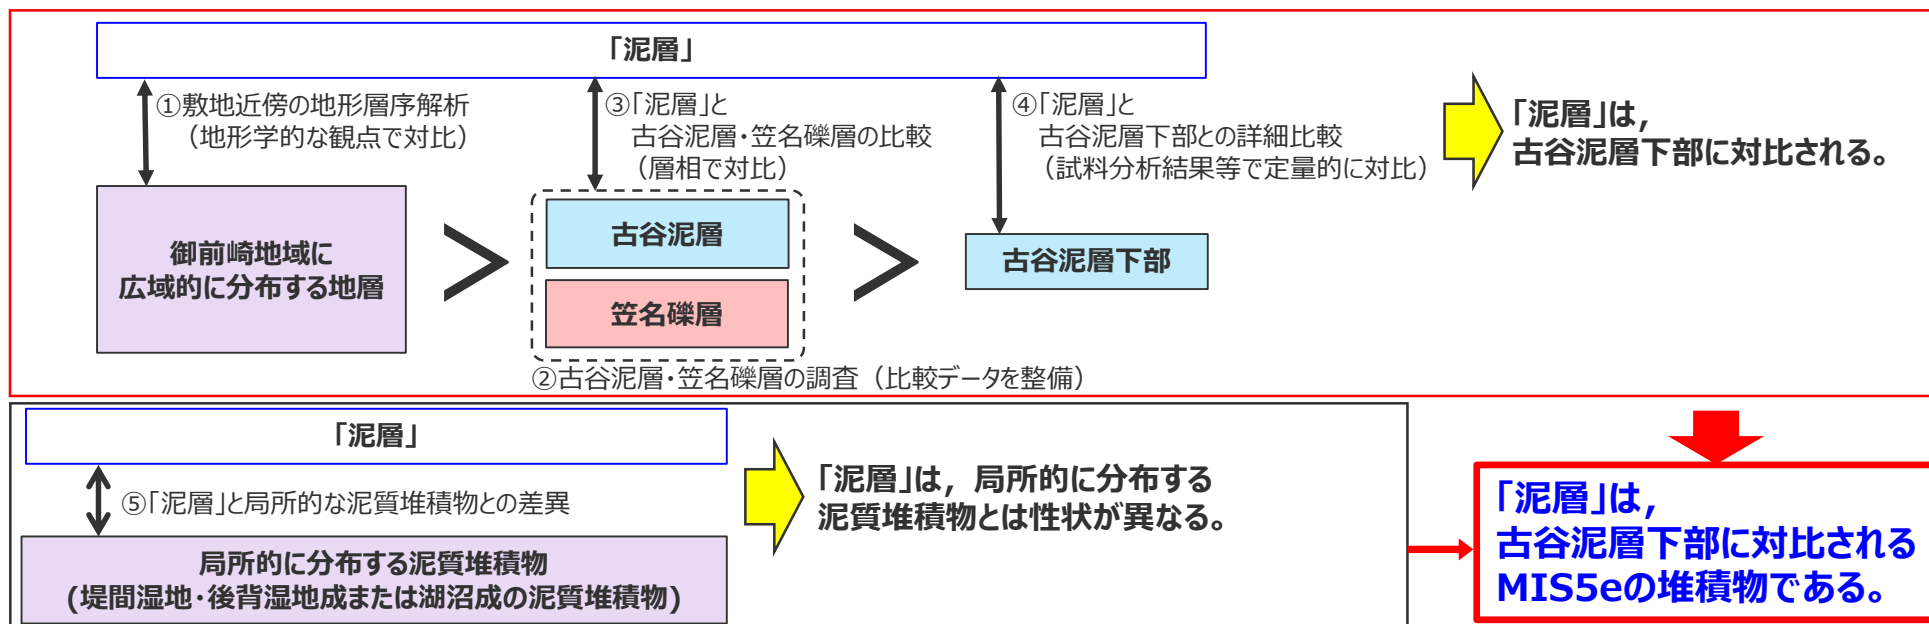 「泥層」
①敷地近傍の地形層序解析
（地形学的な観点で対比）
③「泥層」と
古谷泥層・笠名礫層の比較
（層相で対比）
④「泥層」と
古谷泥層下部との詳細比較
（試料分析結果等で定量的に対比）
「泥層」は，
古谷泥層下部に対比される。
御前崎地域に
広域的に分布する地層
古谷泥層
笠名礫層
古谷泥層下部
②古谷泥層・笠名礫層の調査（比較データを整備）
「泥層」
⑤「泥層」と局所的な泥質堆積物との差異
局所的に分布する泥質堆積物
(堤間湿地・後背湿地成または湖沼成の泥質堆積物)
「泥層」は，局所的に分布する
泥質堆積物とは性状が異なる。
「泥層」は，
古谷泥層下部に対比される
MIS5eの堆積物である。